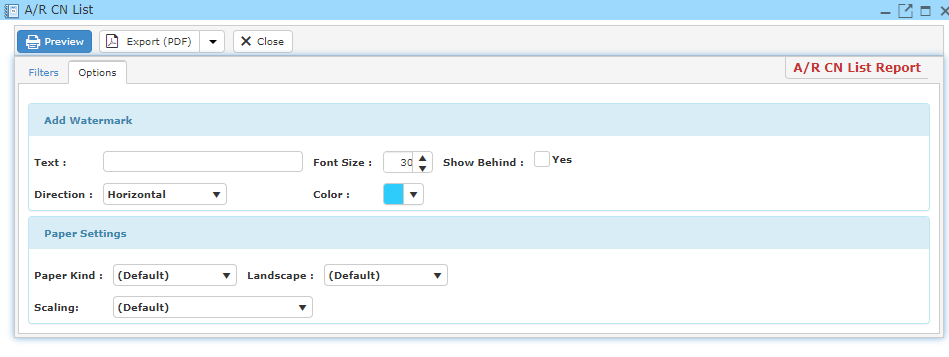 A/R CN List
Preview Export (PDF) Close
Filters Options A/R CN List Report
Add Watermark
Text : Font Size : 30 Show Behind : Yes
Direction : Horizontal Color :
Paper Settings
Paper Kind : (Default) Landscape : (Default)
Scaling: (Default)